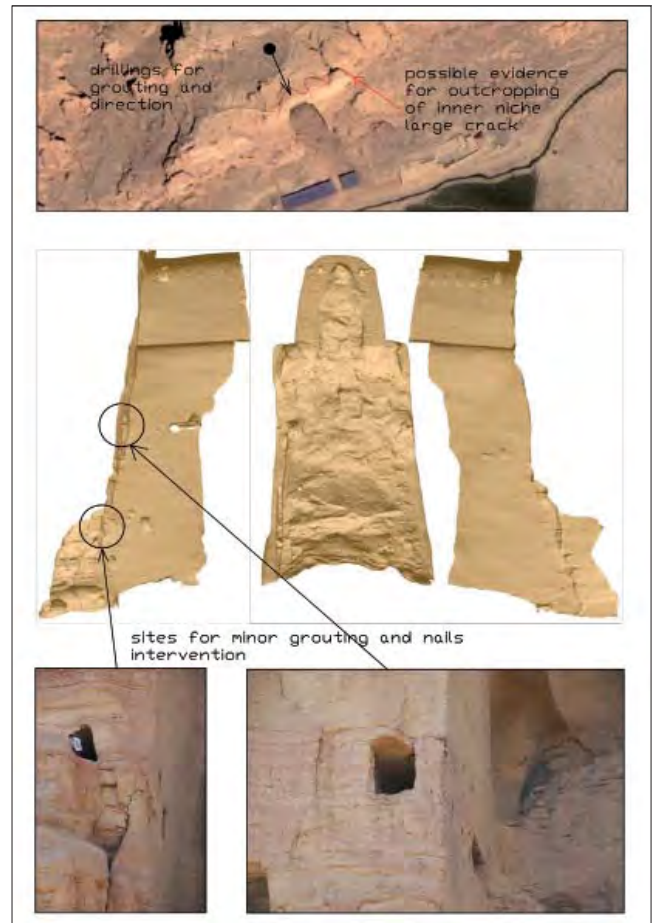 drillings for
grouting and
direction
possible evidence
for outcropping
of inner niche
large crack
sites for minor grouting and nails
intervention